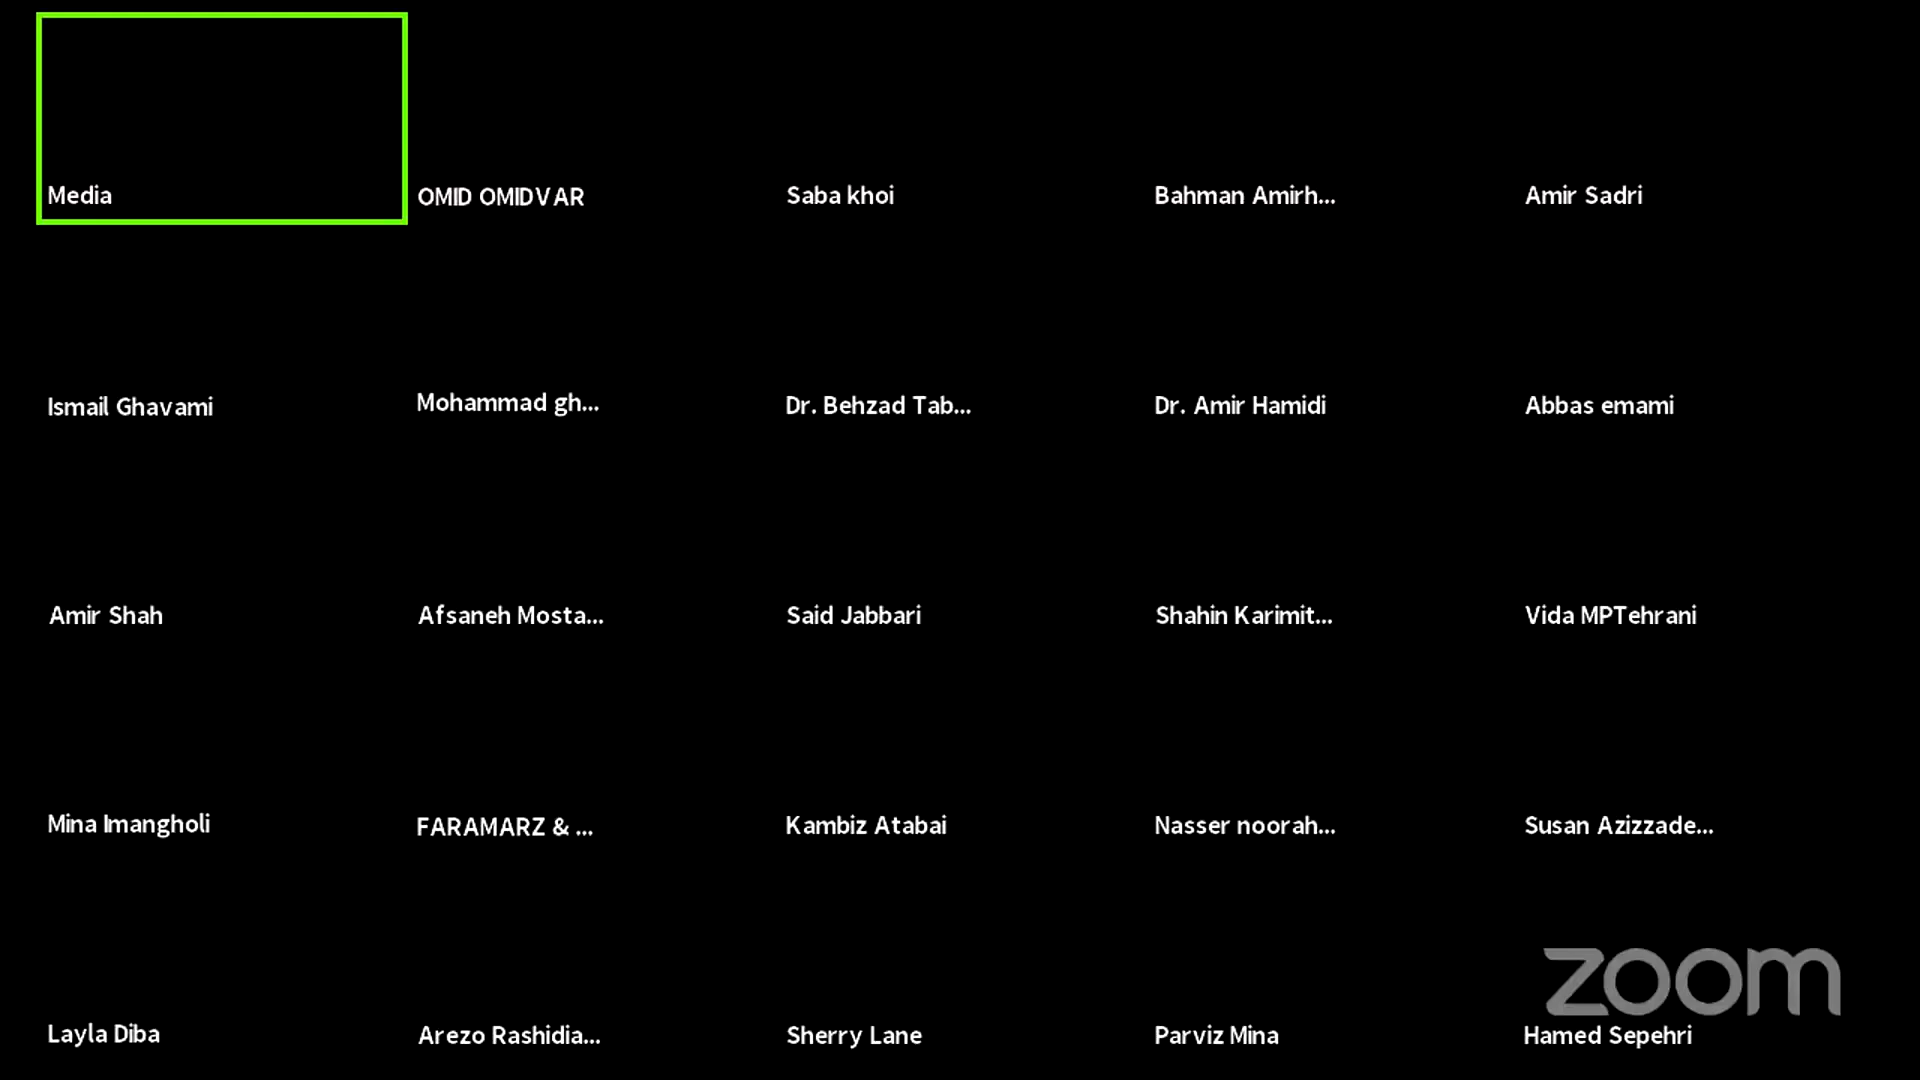 Media
OMID OMIDVAR
Saba khoi
Bahman Amirh...
Amir Sadri
Ismail Ghavami
Mohammad gh...
Dr. Behzad Tab...
Dr. Amir Hamidi
Abbas emami
Amir Shah
Afsaneh Mosta...
Said Jabbari
Shahin Karimit...
Vida MPTehrani
Mina Imangholi
FARAMARZ & ...
Kambiz Atabai
Nasser noorah...
Susan Azizzade...
zoom
Layla Diba
Arezo Rashidia...
Sherry Lane
Parviz Mina
Hamed Sepehri